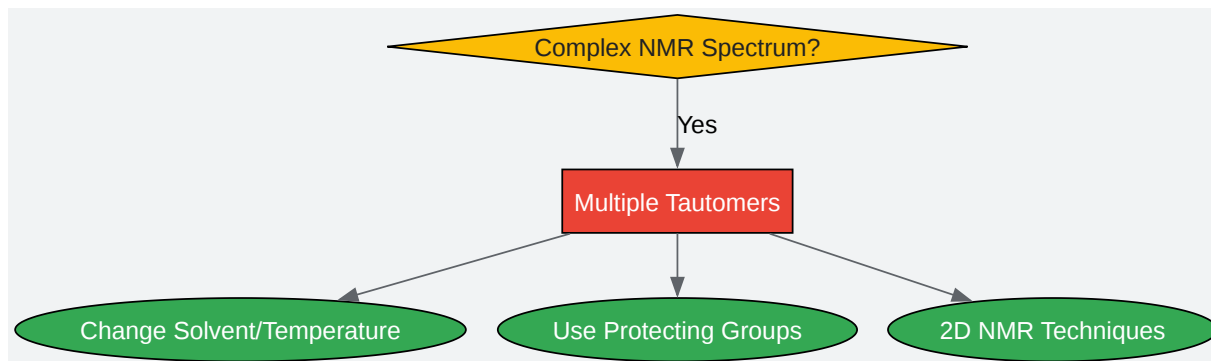 Complex NMR Spectrum?
Yes
Multiple Tautomers
Change Solvent/Temperature
Use Protecting Groups
2D NMR Techniques